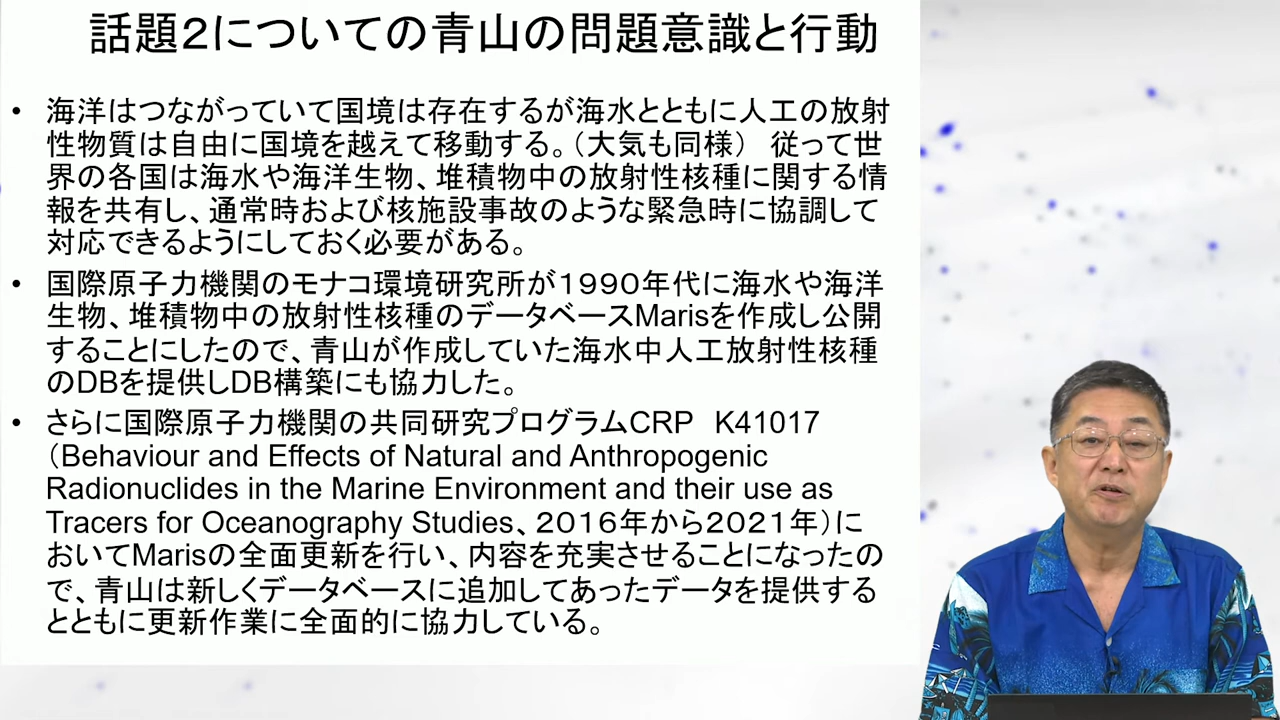 話題２についての青山の問題意識と行動
• 海洋はつながっていて国境は存在するが海水とともに人工の放射
性物質は自由に国境を越えて移動する。（大気も同様）　従って世
界の各国は海水や海洋生物、堆積物中の放射性核種に関する情
報を共有し、通常時および核施設事故のような緊急時に協調して
対応できるようにしておく必要がある。
• 国際原子力機関のモナコ環境研究所が１９９０年代に海水や海洋
生物、堆積物中の放射性核種のデータベースMarisを作成し公開
することにしたので、青山が作成していた海水中人工放射性核種
のDBを提供しDB構築にも協力した。
• さらに国際原子力機関の共同研究プログラムCRP　K41017
（Behaviour and Effects of Natural and Anthropogenic
Radionuclides in the Marine Environment and their use as
Tracers for Oceanography Studies、２０１６年から２０２１年）に
おいてMarisの全面更新を行い、内容を充実させることになったの
で、青山は新しくデータベースに追加してあったデータを提供する
とともに更新作業に全面的に協力している。